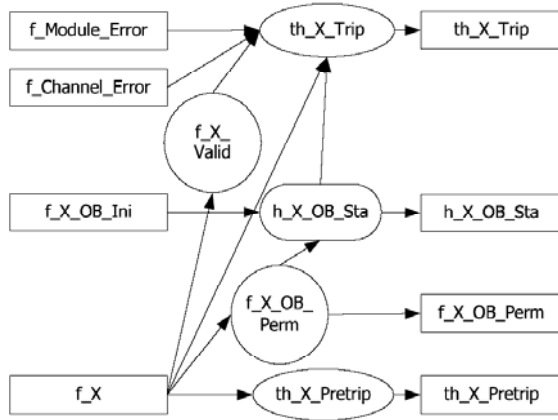 f_Module_Error
th_X_Trip
th_X_Trip
f_Channel_Error
f_X_
Valid
f_X_OB_Ini
h_X_OB_Sta
h_X_OB_Sta
f_X_OB_
Perm
f_X_OB_Perm
f_X
th_X_Pretrip
th_X_Pretrip